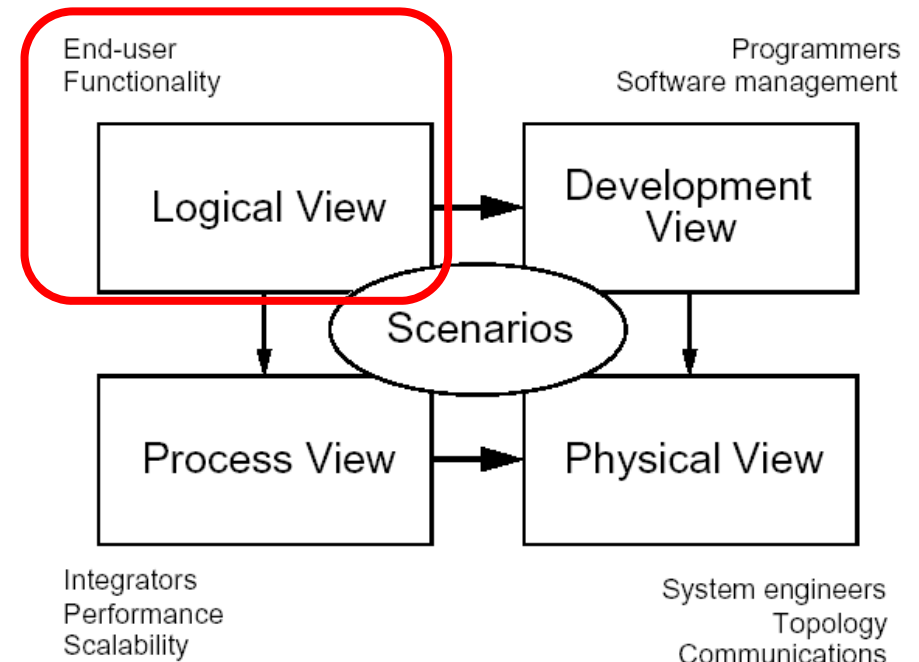 End-user
Functionality
Programmers
Software management
Logical View
Development
View
Scenarios
Process View
Physical View
Integrators
Performance
Scalability
System engineers
Topology
Communications